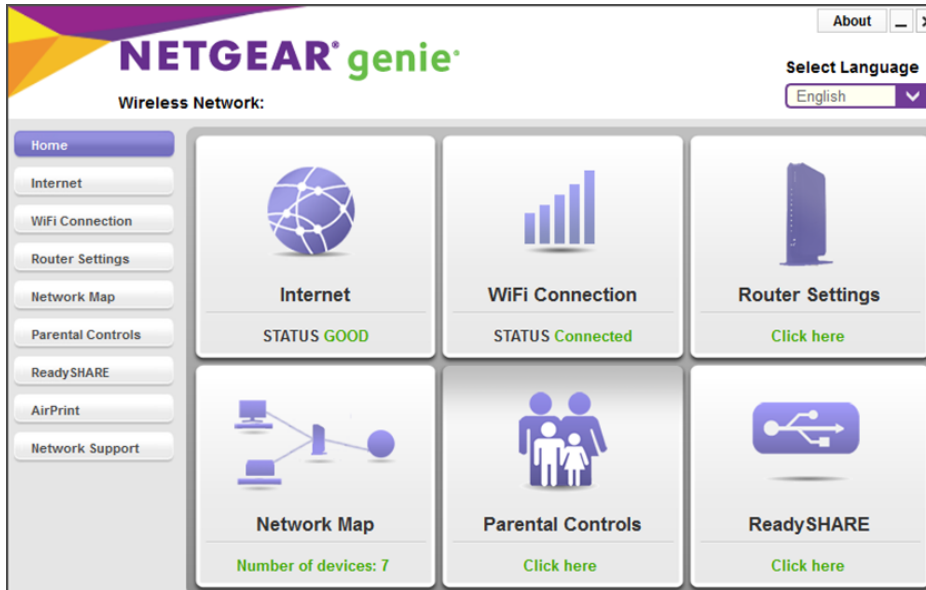 About
NETGEAR® genie®
Select Language
English
Wireless Network:
Home
Internet
WiFi Connection
Router Settings
Network Map
Parental Controls
ReadySHARE
AirPrint
Network Support
Internet
STATUS GOOD
WiFi Connection
STATUS Connected
Router Settings
Click here
Network Map
Number of devices: 7
Parental Controls
Click here
ReadySHARE
Click here